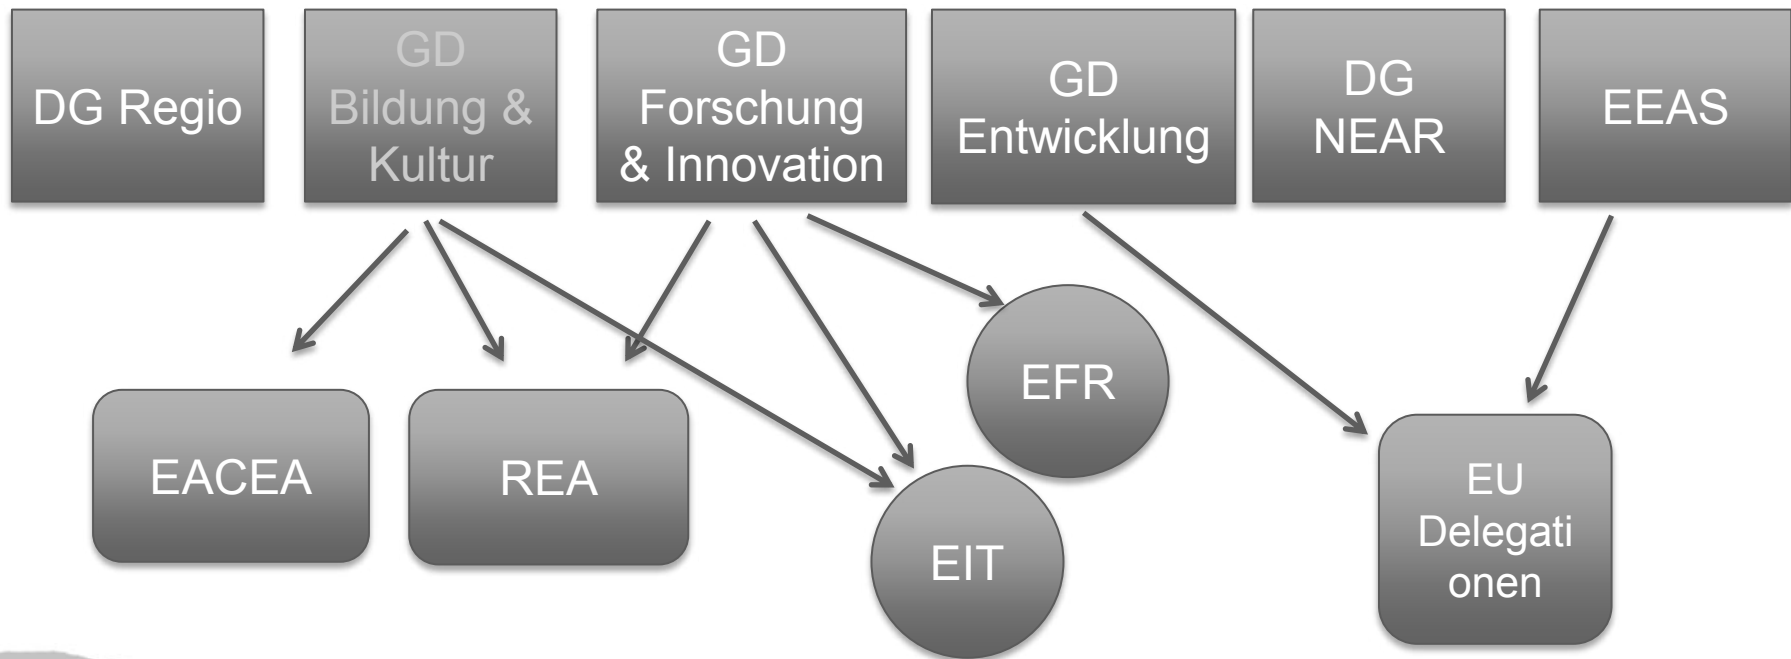 DG Regio
GD
Bildung &
Kultur
GD
Forschung
& Innovation
GD
Entwicklung
DG
NEAR
EEAS
EACEA
REA
EFR
EIT
EU
Delegati
onen